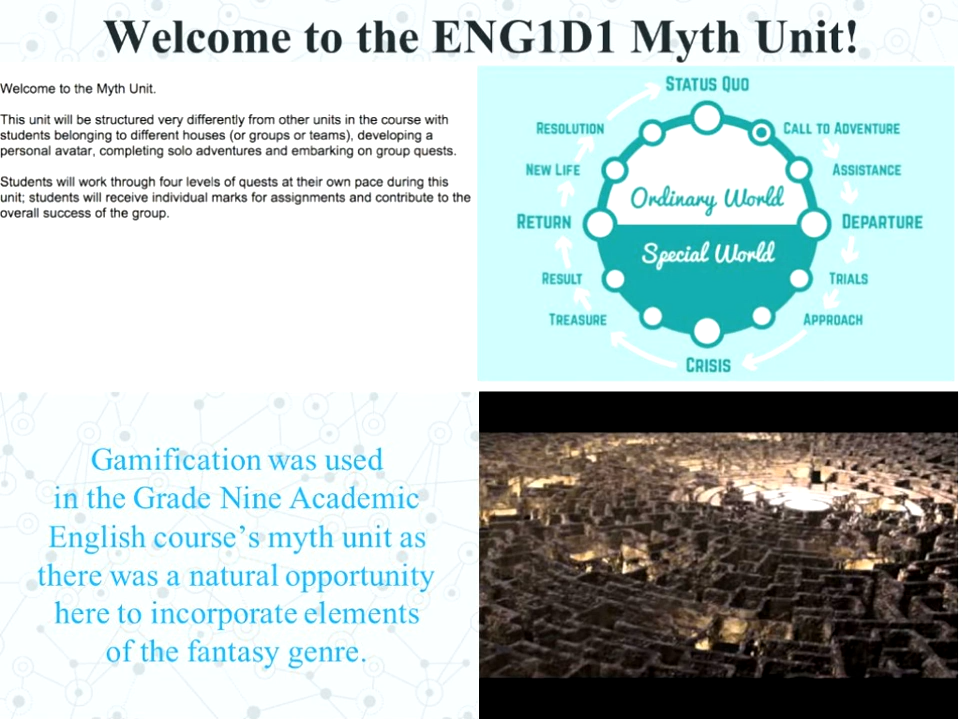 Welcome to the ENG1D1 Myth Unit!
Welcome to the Myth Unit.
This unit will be structured very differently from other units in the course with
students belonging to different houses (or groups or teams), developing a
personal avatar, completing solo adventures and embarking on group quests.
Students will work through four levels of quests at their own pace during this
unit; students will receive individual marks for assignments and contribute to the
overall success of the group.
STATUS QUO
CALL TO ADVENTURE
ASSISTANCE
DEPARTURE
TRIALS
APPROACH
CRISIS
TREASURE
RESULT
RETURN
NEW LIFE
RESOLUTION
Ordinary World
Special World
Gamification was used
in the Grade Nine Academic
English course’s myth unit as
there was a natural opportunity
here to incorporate elements
of the fantasy genre.